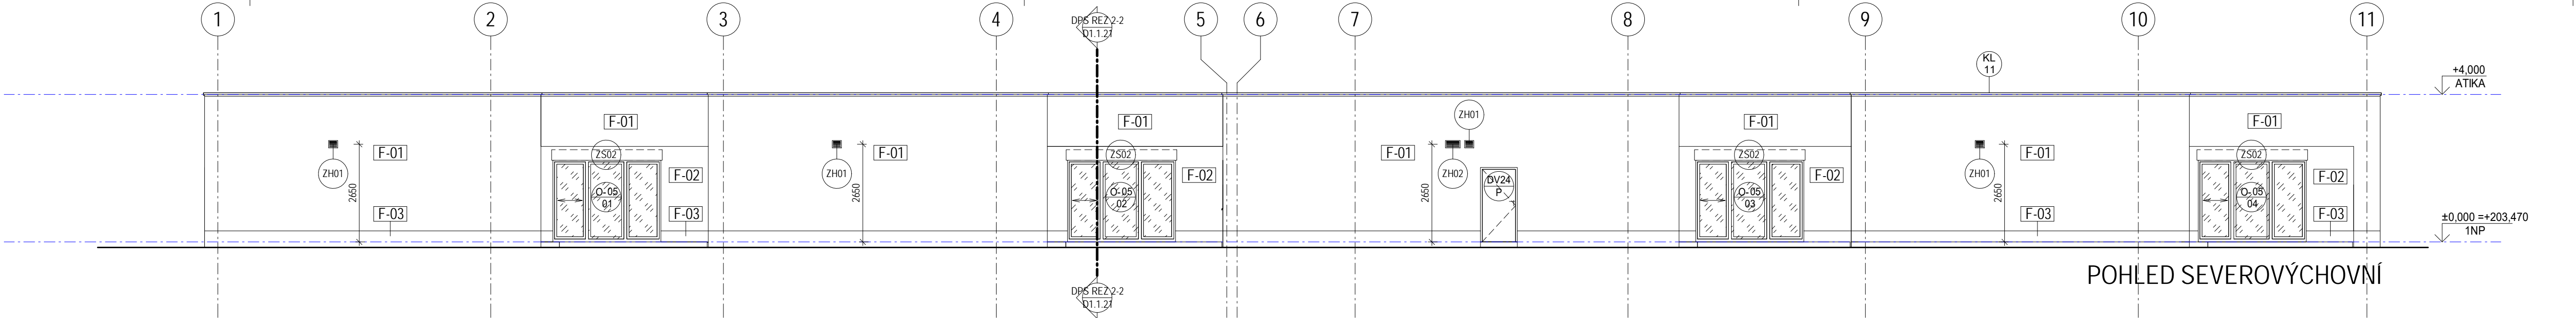 1
2
3
4
DPS REZ 2-2
D1.1.21
5
6
7
8
9
10
11
KL
11
+4,000
ATIKA
F-01
F-01
ZH01
F-01
F-01
ZH01
2650
F-01
ZS02
F-02
O-05
01
F-03
F-03
ZH01
2650
F-01
ZS02
F-02
O-05
02
F-01
2650
ZH02
DV24
P
ZS02
F-02
O-05
03
ZH01
2650
F-01
F-03
ZS02
F-02
O-05
04
F-03
±0,000 =+203,470
1NP
DPS REZ 2-2
D1.1.21
POHLED SEVEROVÝCHOVNÍ